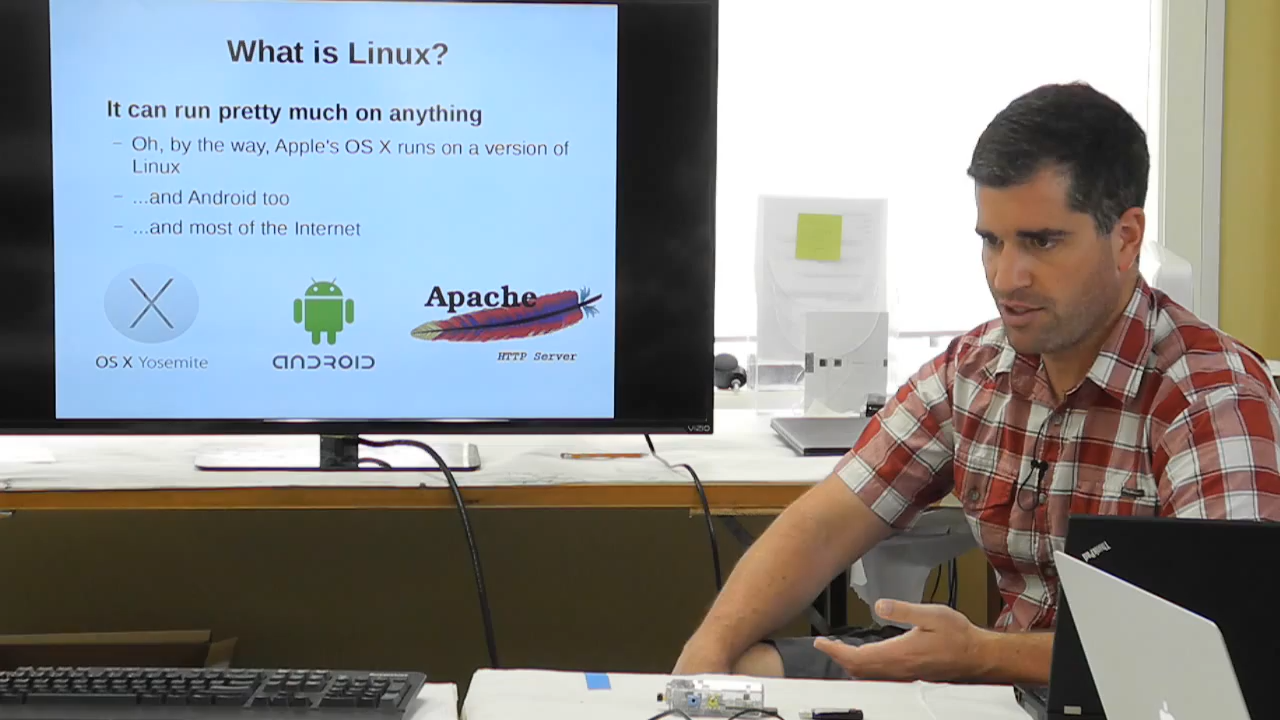 What is Linux?
It can run pretty much on anything
– Oh, by the way, Apple's OS X runs on a version of
Linux
– ...and Android too
– ...and most of the Internet
X
Apache
HTTP Server
OS X Yosemite
ANDROID
VIZIO
ThinkPad